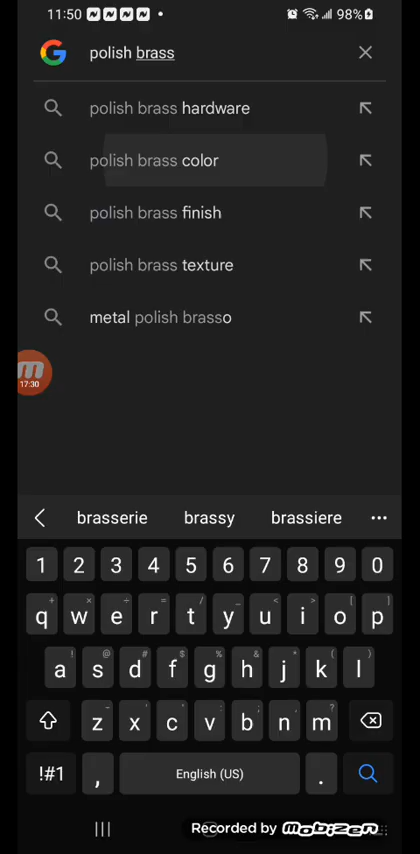 11:50 98%
polish brass
polish brass hardware
polish brass color
polish brass finish
polish brass texture
metal polish brasso
17:30
brasserie brassy brassiere
1 2 3 4 5 6 7 8 9 0
q w e r t y u i o p
a s d f g h j k l
z x c v b n m
!#1 , English (US) .
Recorded by MOBIZEN